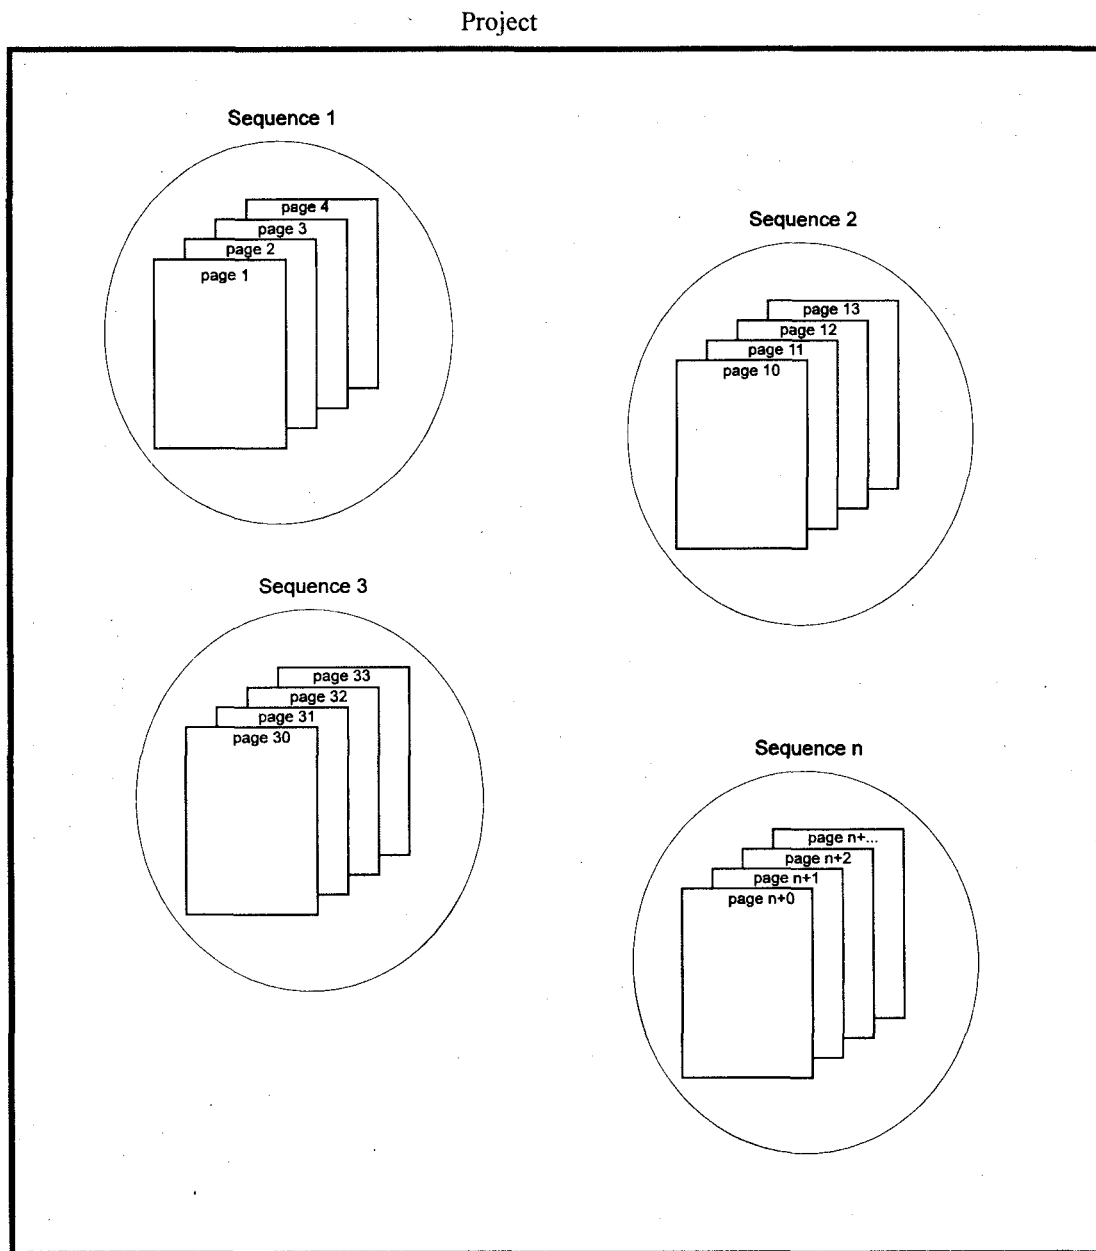 Project
Sequence 1
page 4
page 3
page 2
page 1
Sequence 2
page 13
page 12
page 11
page 10
Sequence 3
page 33
page 32
page 31
page 30
Sequence n
page n+...
page n+2
page n+1
page n+0